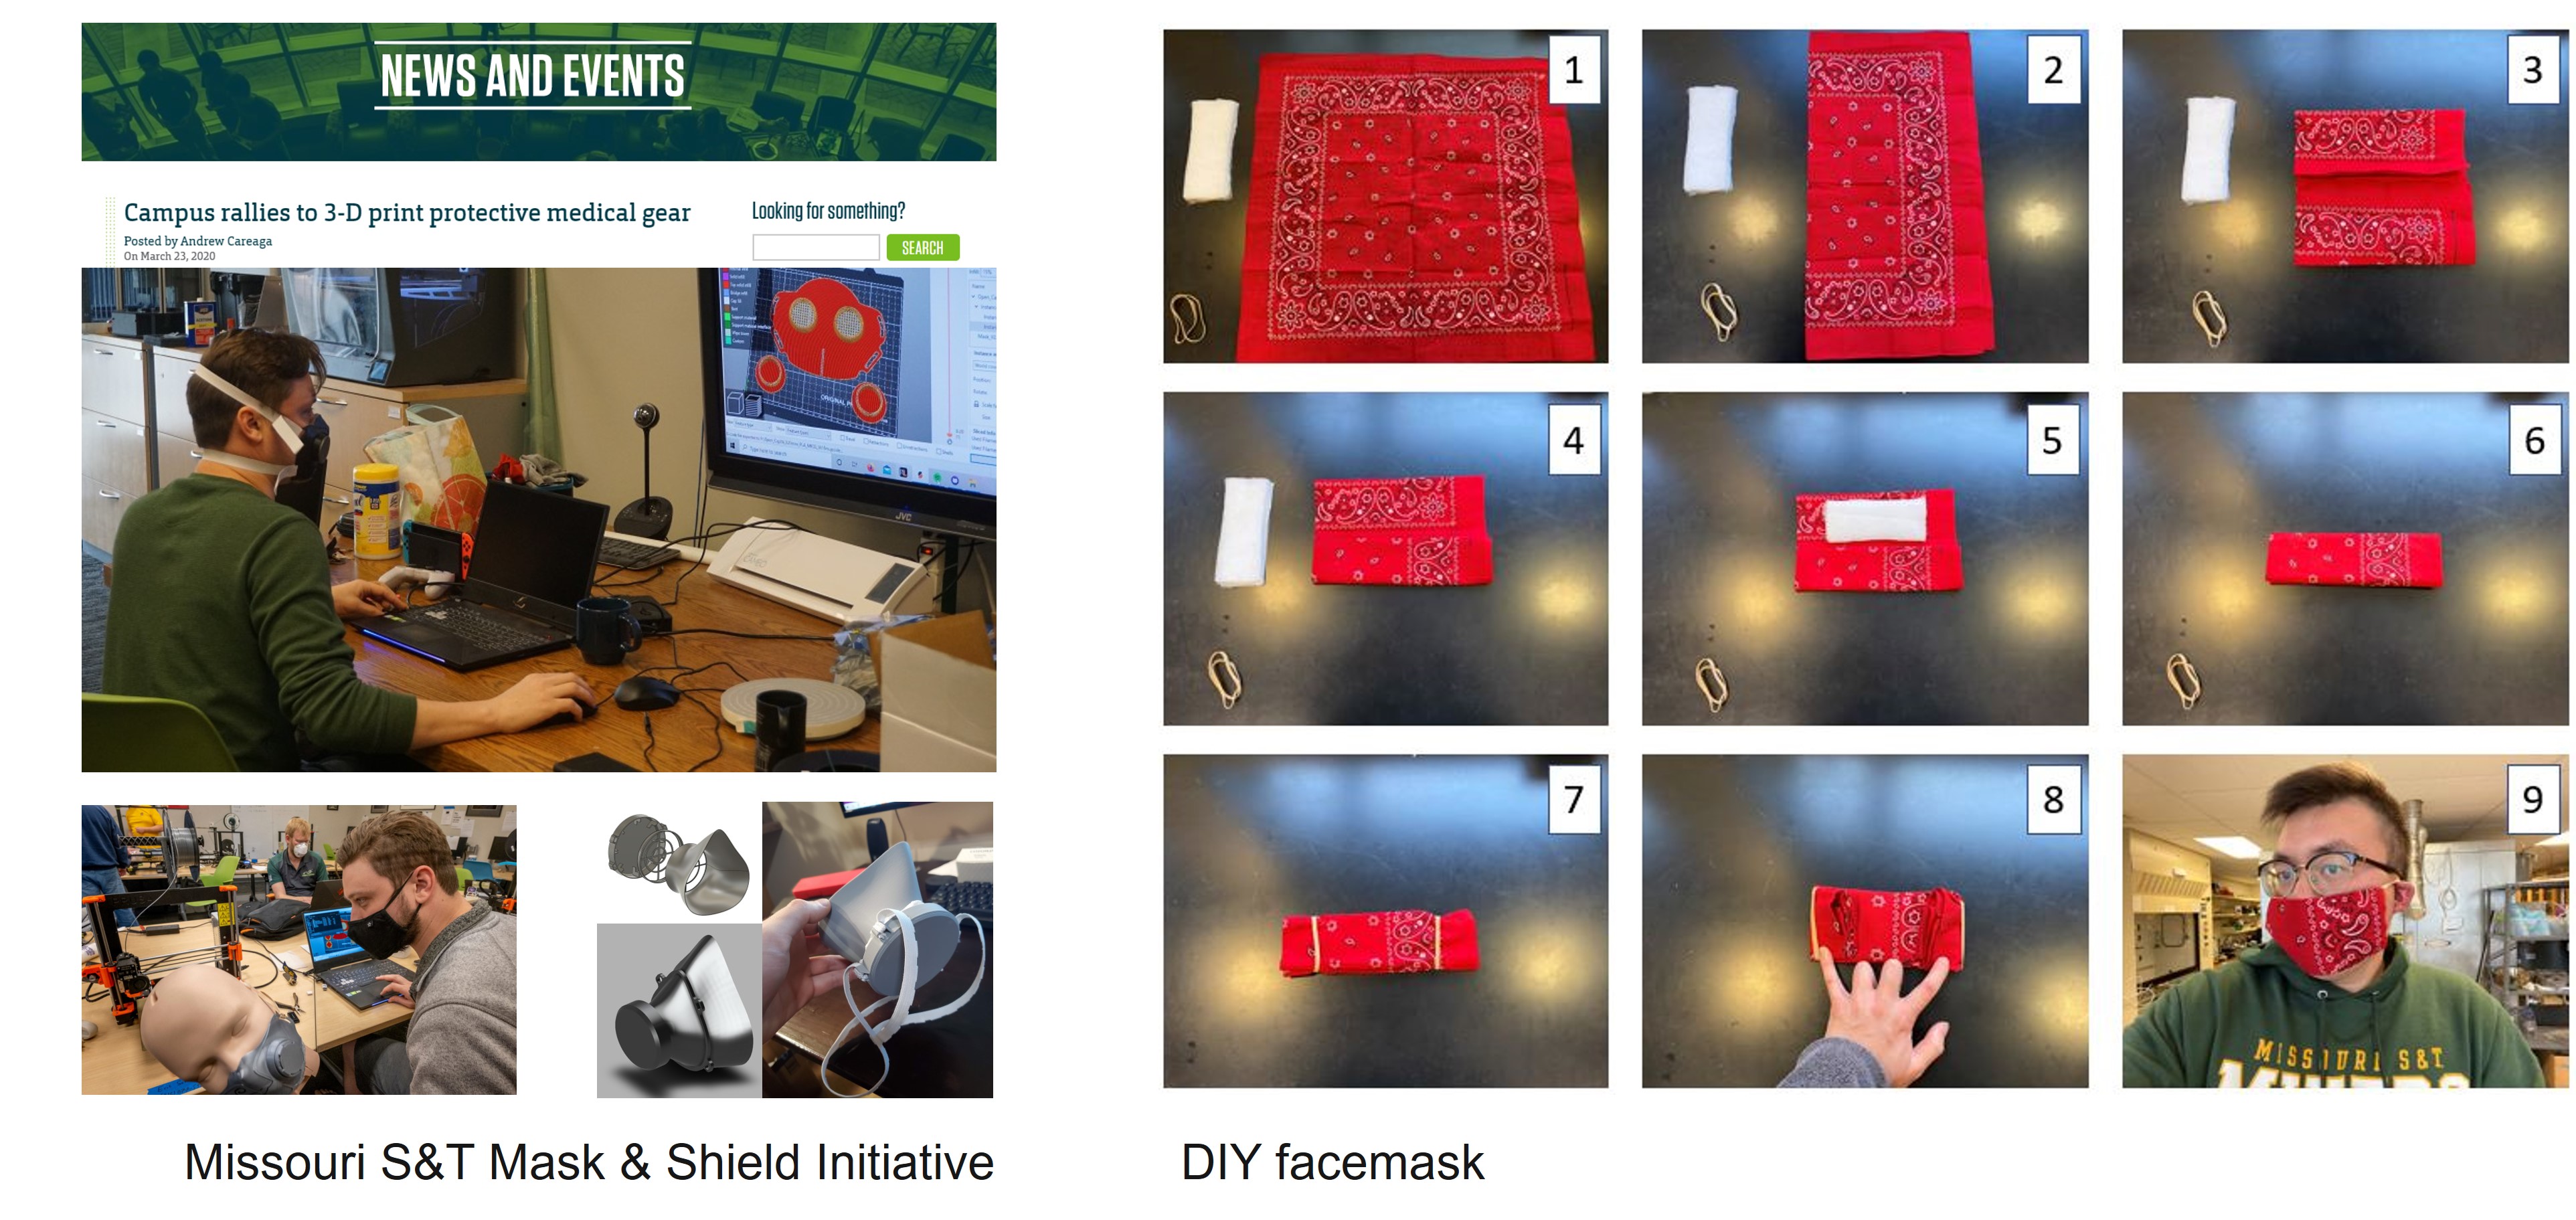 NEWS AND EVENTS
Campus rallies to 3-D print protective medical gear
Posted by Andrew Careaga
On March 23, 2020
Looking for something?
SEARCH
ORIGINAL
JVC
Missouri S&T Mask & Shield Initiative
1
2
3
4
5
6
7
8
9
MISSOURI S&T
MINERS
DIY facemask